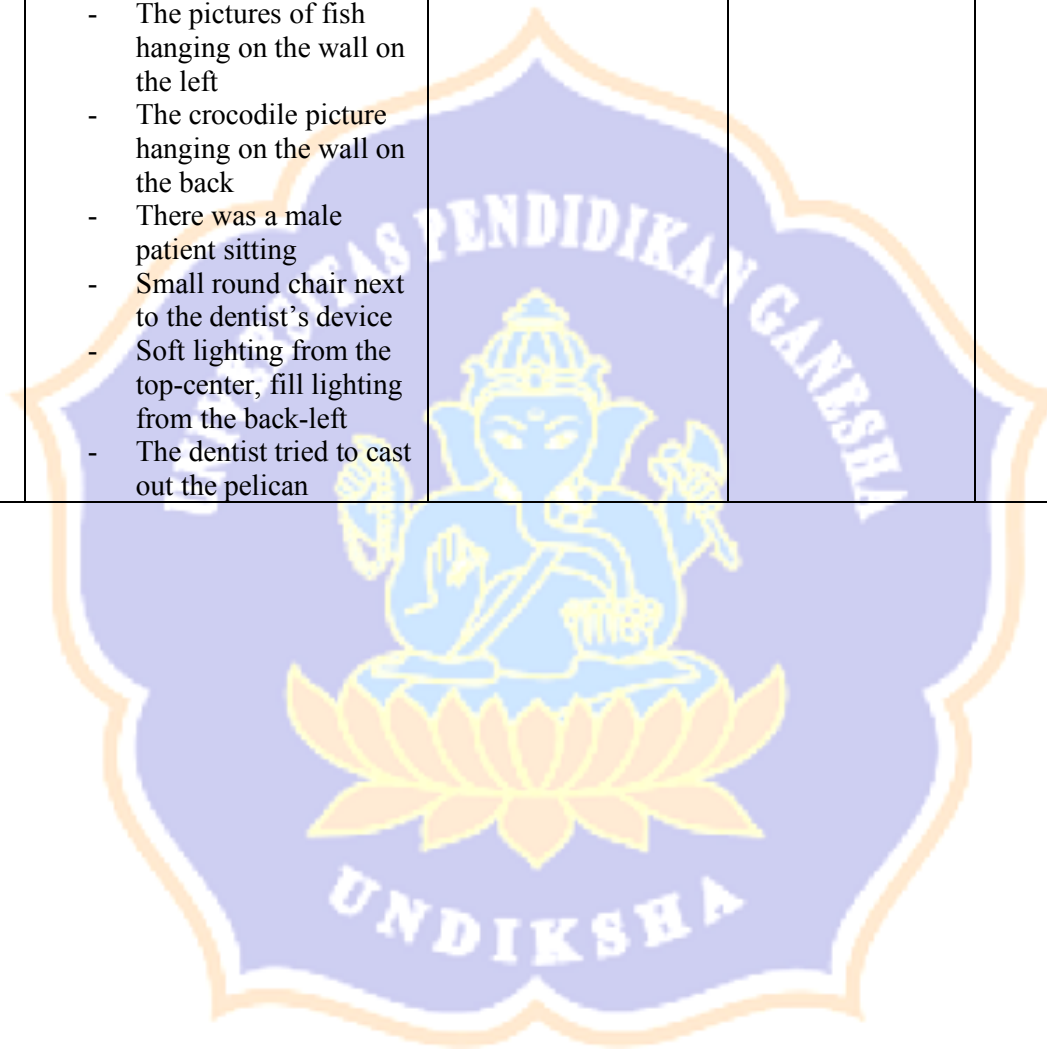 - The pictures of fish
hanging on the wall on
the left
- The crocodile picture
hanging on the wall on
the back
- There was a male
patient sitting
- Small round chair next
to the dentist’s device
- Soft lighting from the
top-center, fill lighting
from the back-left
- The dentist tried to cast
out the pelican
UNIVERSITAS PENDIDIKAN GANESHA
UNDIKSHA